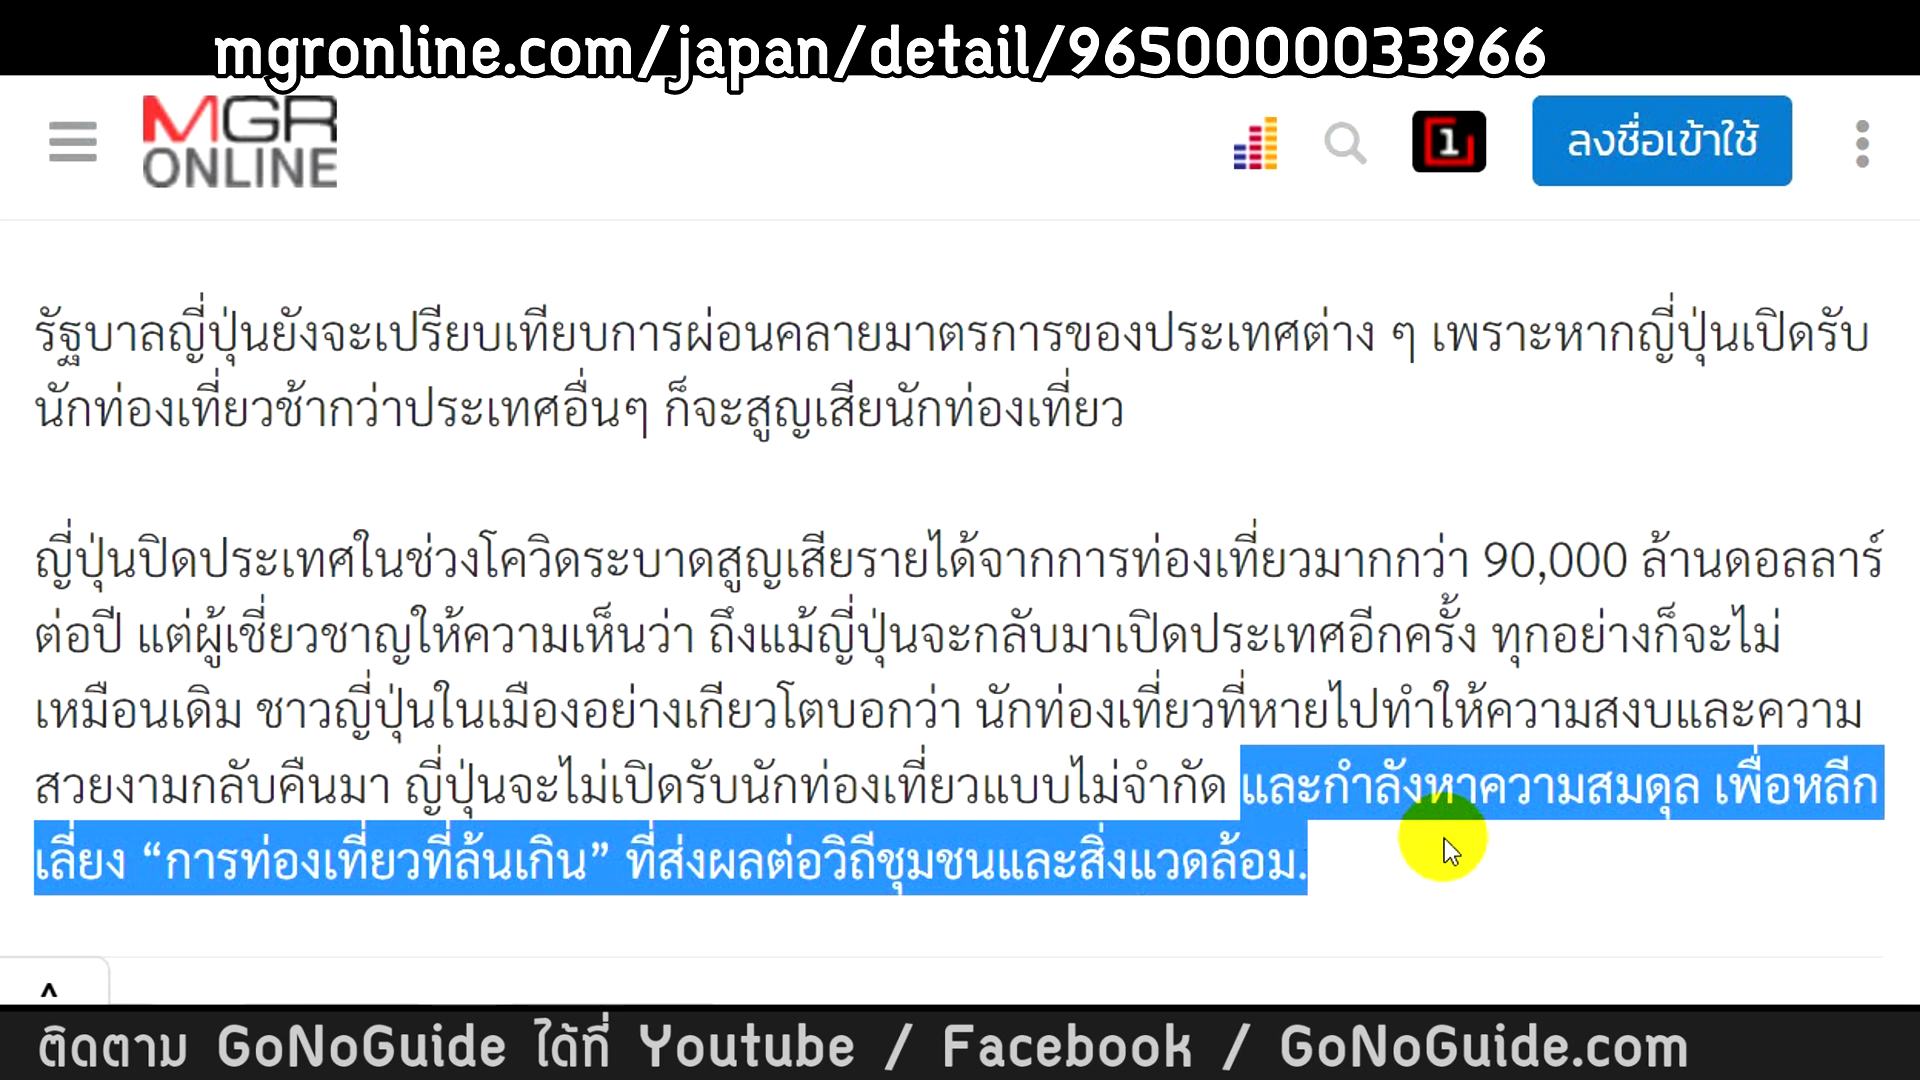 mgronline.com/japan/detail/9650000033966
MGR
ONLINE
1
ลงชื่อเข้าใช้
รัฐบาลญี่ปุ่นยังจะเปรียบเทียบการผ่อนคลายมาตรการของประเทศต่าง ๆ เพราะหากญี่ปุ่นเปิดรับ
นักท่องเที่ยวช้ากว่าประเทศอื่นๆ ก็จะสูญเสียนักท่องเที่ยว
ญี่ปุ่นปิดประเทศในช่วงโควิดระบาดสูญเสียรายได้จากการท่องเที่ยวมากกว่า 90,000 ล้านดอลลาร์
ต่อปี แต่ผู้เชี่ยวชาญให้ความเห็นว่า ถึงแม้ญี่ปุ่นจะกลับมาเปิดประเทศอีกครั้ง ทุกอย่างก็จะไม่
เหมือนเดิม ชาวญี่ปุ่นในเมืองอย่างเกียวโตบอกว่า นักท่องเที่ยวที่หายไปทำให้ความสงบและความ
สวยงามกลับคืนมา ญี่ปุ่นจะไม่เปิดรับนักท่องเที่ยวแบบไม่จำกัด และกำลังหาความสมดุล เพื่อหลีก
เลี่ยง “การท่องเที่ยวที่ล้นเกิน” ที่ส่งผลต่อวิถีชุมชนและสิ่งแวดล้อม.
ติดตาม GoNoGuide ได้ที่ Youtube / Facebook / GoNoGuide.com